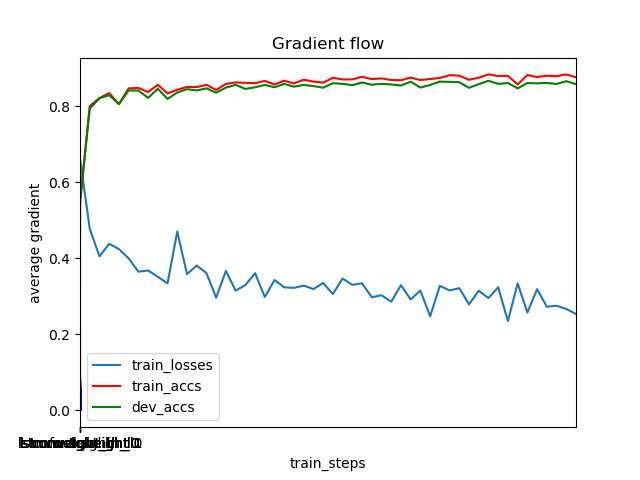 Gradient flow
average gradient
0.8
0.6
0.4
0.2
0.0
train_losses
train_accs
dev_accs
train_steps